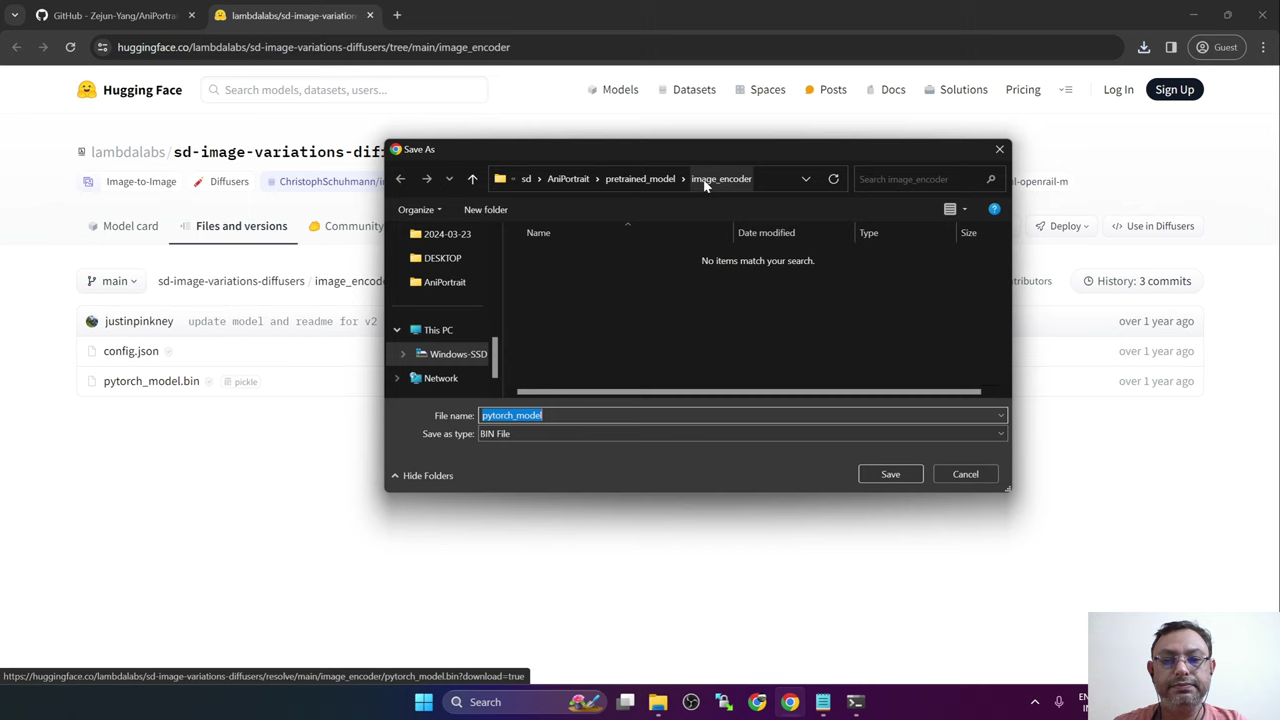 GitHub - Zejun-Yang/AniPortrait
lambdalabs/sd-image-variation
huggingface.co/lambdalabs/sd-image-variations-diffusers/tree/main/image_encoder
Guest
Hugging Face
Search models, datasets, users...
Models
Datasets
Spaces
Posts
Docs
Solutions
Pricing
Log In
Sign Up
lambdalabs/sd-image-variations-dif
Image-to-Image
Diffusers
ChristophSchuhmann/i
l-openrail-m
Model card
Files and versions
Community
Deploy
Use in Diffusers
main
sd-image-variations-diffusers / image_encode
ntributors
History: 3 commits
justinpinkney
update model and readme for v2
over 1 year ago
config.json
over 1 year ago
pytorch_model.bin
pickle
over 1 year ago
Save As
sd
AniPortrait
pretrained_model
image_encoder
Search image_encoder
Organize
New folder
2024-03-23
DESKTOP
AniPortrait
This PC
Windows-SSD
Network
Name
Date modified
Type
Size
No items match your search.
File name:
pytorch_model
Save as type:
BIN File
Hide Folders
Save
Cancel
https://huggingface.co/lambdalabs/sd-image-variations-diffusers/resolve/main/image_encoder/pytorch_model.bin?download=true
Search